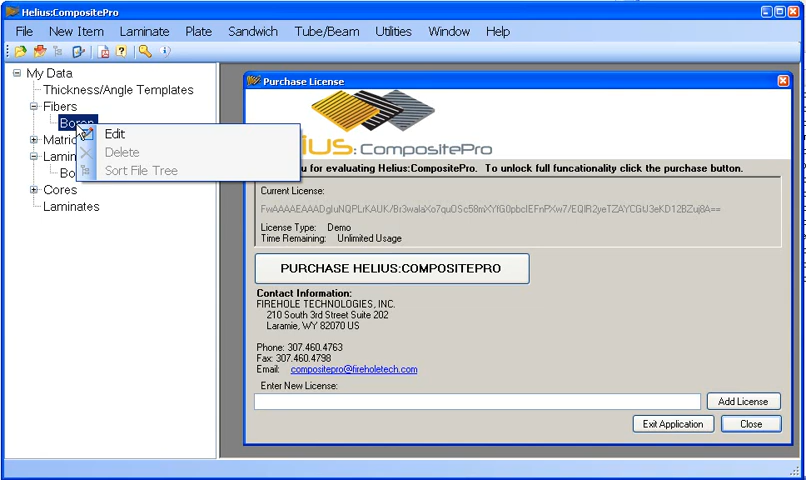 Helius:CompositePro
File New Item Laminate Plate Sandwich Tube/Beam Utilities Window Help
My Data
Thickness/Angle Templates
Fibers
Boron
Edit
Delete
Sort File Tree
Cores
Laminates
Purchase License
:CompositePro
for evaluating Helius:CompositePro. To unlock full funcationality click the purchase button.
Current License:
License Type: Demo
Time Remaining: Unlimited Usage
PURCHASE HELIUS:COMPOSITEPRO
Contact Information:
FIREHOLE TECHNOLOGIES, INC.
210 South 3rd Street Suite 202
Laramie, WY 82070 US
Phone: 307.460.4763
Fax: 307.460.4798
Email: compositepro@fireholetech.com
Enter New License:
Add License
Exit Application Close